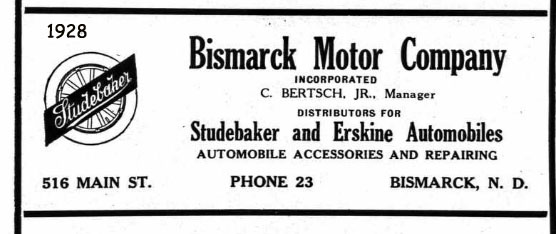 1928
Studebaker
Bismarck Motor Company
INCORPORATED
C. BERTSCH, JR., Manager
DISTRIBUTORS FOR
Studebaker and Erskine Automobiles
AUTOMOBILE ACCESSORIES AND REPAIRING
516 MAIN ST. PHONE 23 BISMARCK, N. D.